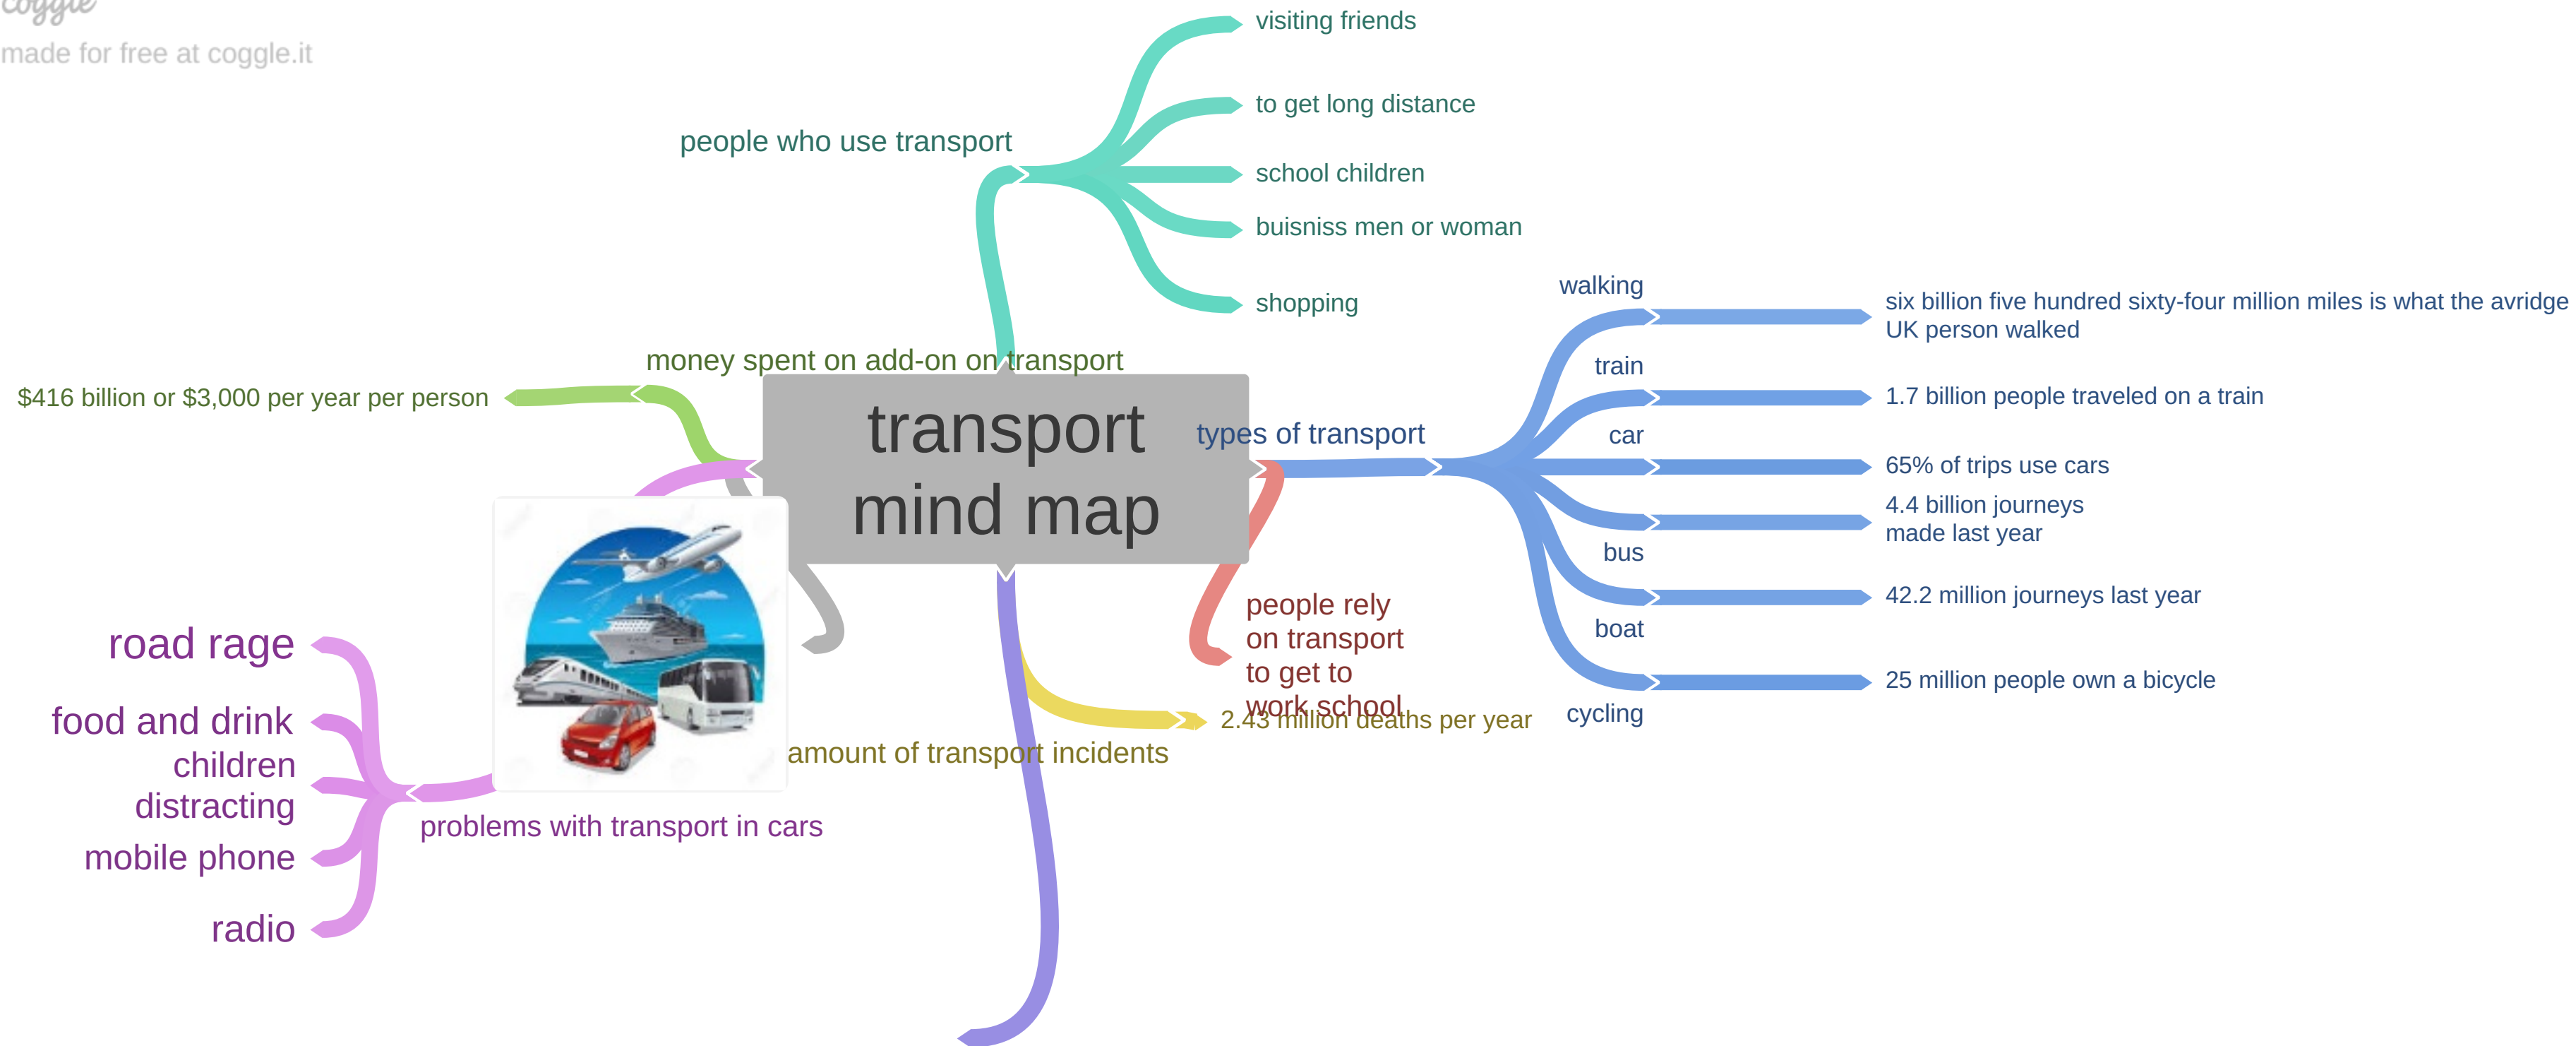 coggle
made for free at coggle.it
visiting friends
to get long distance
people who use transport
school children
buisniss men or woman
shopping
money spent on add-on on transport
$416 billion or $3,000 per year per person
transport
mind map
types of transport
walking
six billion five hundred sixty-four million miles is what the avridge
UK person walked
train
1.7 billion people traveled on a train
car
65% of trips use cars
bus
4.4 billion journeys
made last year
boat
42.2 million journeys last year
cycling
25 million people own a bicycle
people rely
on transport
to get to
work school
2.43 million deaths per year
amount of transport incidents
problems with transport in cars
road rage
food and drink
children
distracting
mobile phone
radio